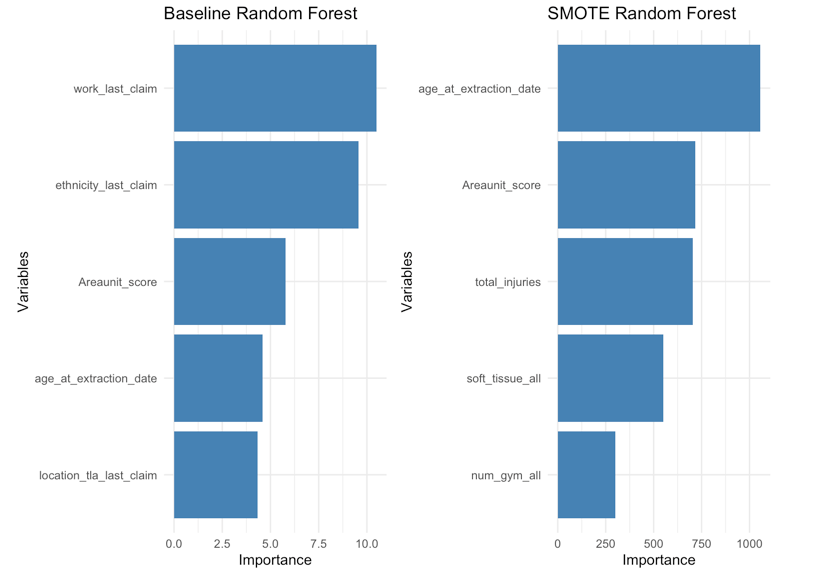 Baseline Random Forest
Variables
work_last_claim
ethnicity_last_claim
Areaunit_score
age_at_extraction_date
location_tla_last_claim
0.0 2.5 5.0 7.5 10.0
Importance
SMOTE Random Forest
Variables
age_at_extraction_date
Areaunit_score
total_injuries
soft_tissue_all
num_gym_all
0 250 500 750 1000
Importance